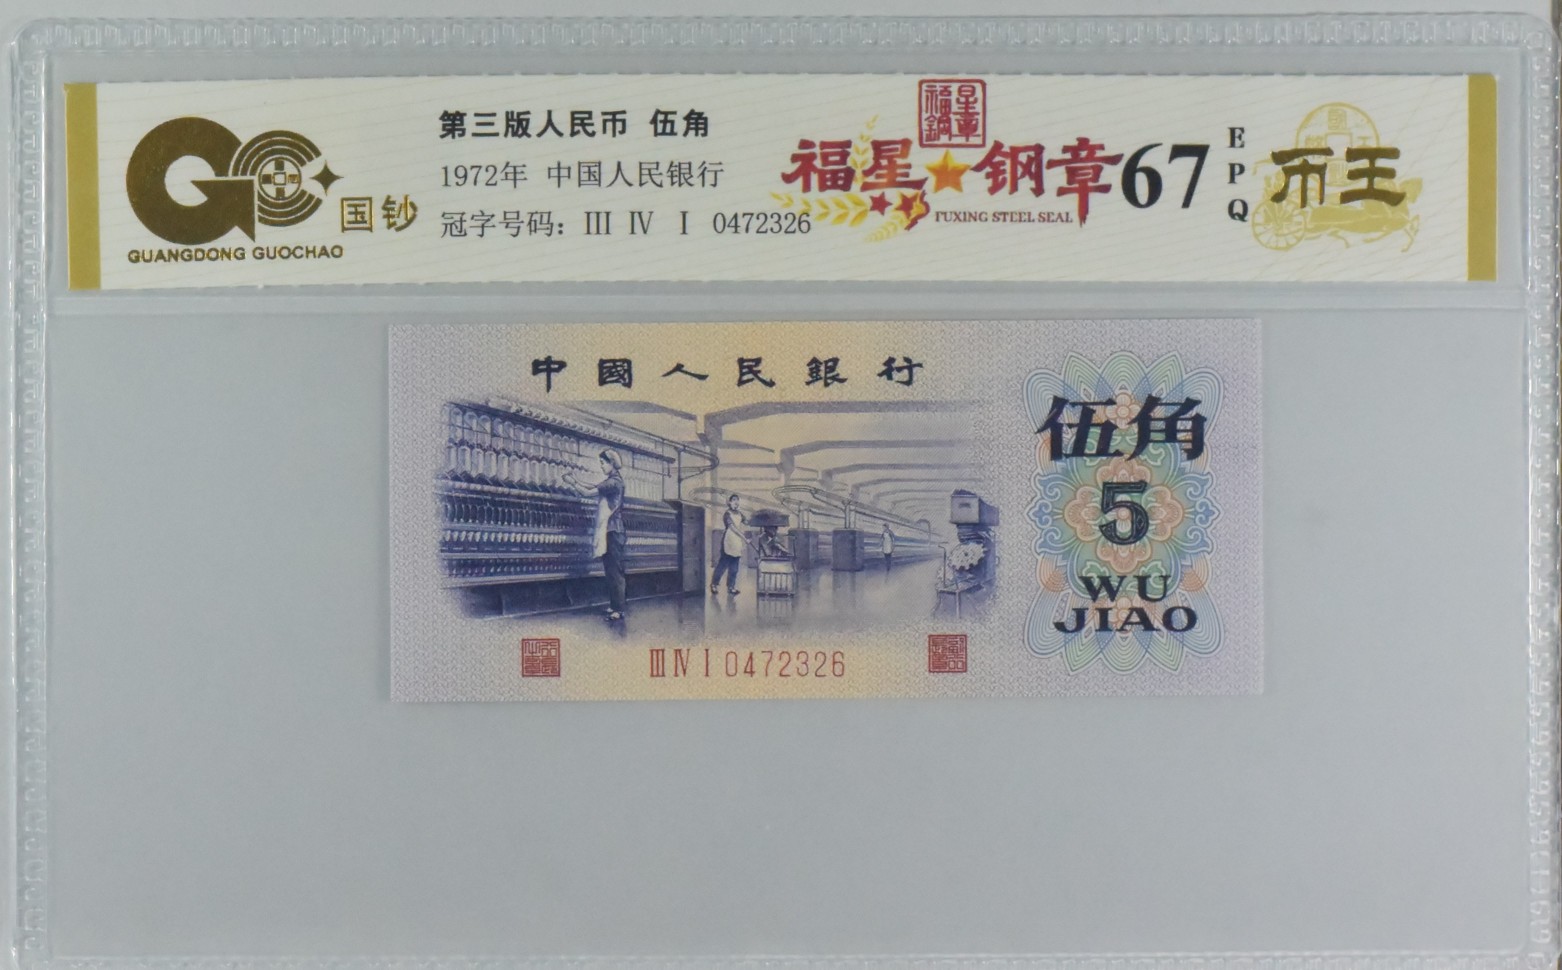 GC
国钞
GUANGDONG GUOCHAO
第三版人民币 伍角
1972年 中国人民银行
冠字号码：Ⅲ Ⅳ Ⅰ 0472326
福星钢章
福星★钢章
FUXING STEEL SEAL
67
EPQ
币王
中國人民銀行
伍角
5
WU
JIAO
Ⅲ Ⅳ Ⅰ 0472326